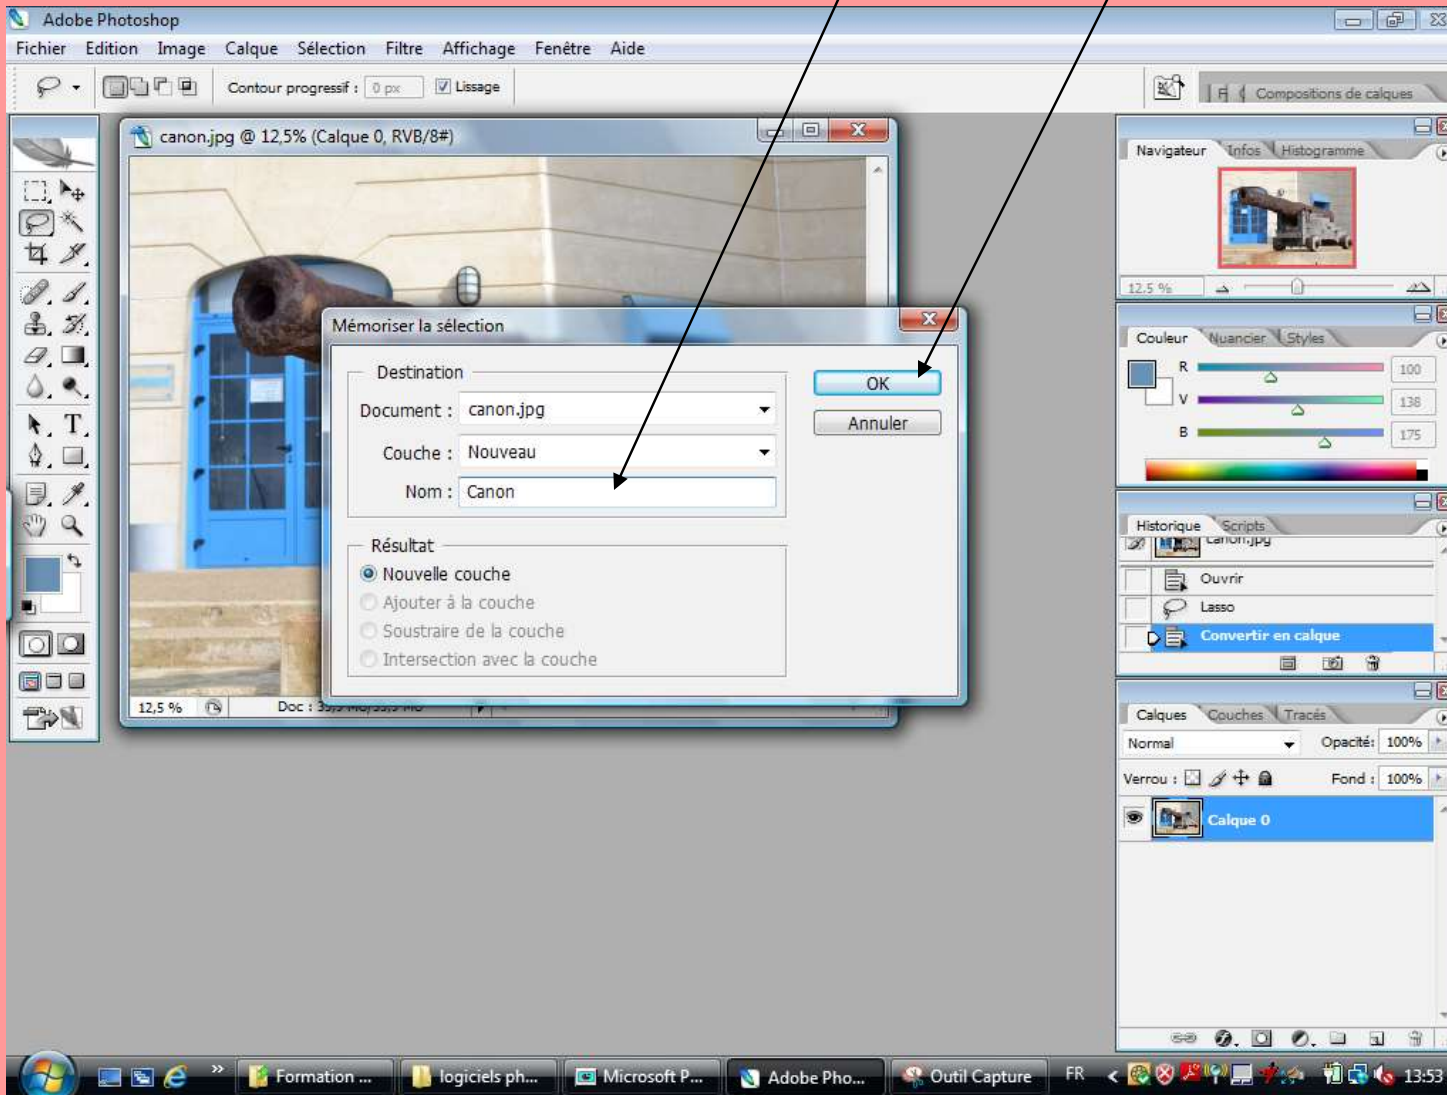 Adobe Photoshop
Fichier Edition Image Calque Sélection Filtre Affichage Fenêtre Aide
Contour progressif : 0 px Lissage
Compositions de calques
canon.jpg @ 12,5% (Calque 0, RVB/8#)
Navigateur Infos Histogramme
12.5 %
Mémoriser la sélection
Destination
Document : canon.jpg
Couche : Nouveau
Nom : Canon
OK
Annuler
Résultat
Nouvelle couche
Ajouter à la couche
Soustraire de la couche
Intersection avec la couche
12,5 % Doc :
Couleur Nuancier Styles
R 100
V 138
B 175
Historique Scripts
canon.jpg
Ouvrir
Lasso
Convertir en calque
Calques Couches Tracés
Normal Opacité: 100%
Verrou : Fond : 100%
Calque 0
Formation ... logiciels ph... Microsoft P... Adobe Pho... Outil Capture FR 13:53